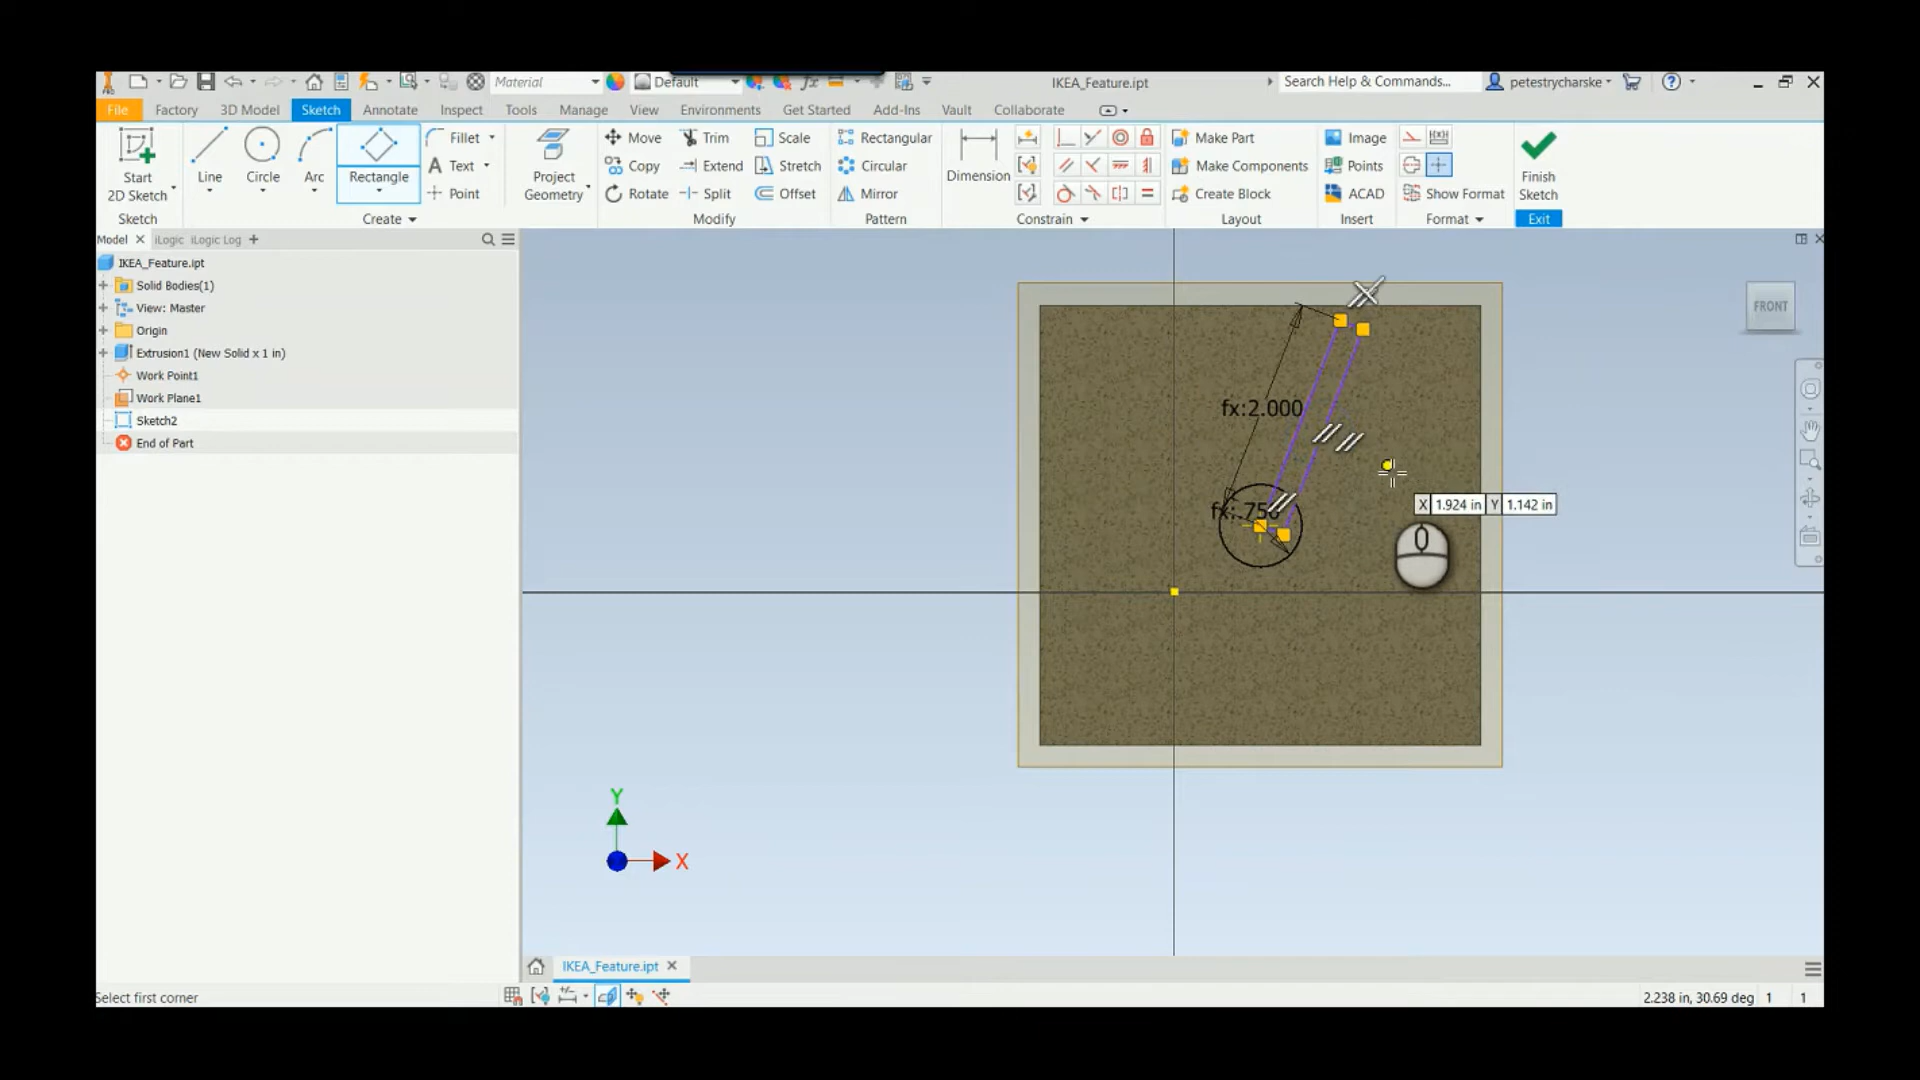 Material
Default
IKEA_Feature.ipt
Search Help & Commands...
petestrycharske
File
Factory
3D Model
Sketch
Annotate
Inspect
Tools
Manage
View
Environments
Get Started
Add-Ins
Vault
Collaborate
Start
2D Sketch
Line
Circle
Arc
Rectangle
Fillet
Text
Point
Project
Geometry
Move
Copy
Rotate
Trim
Extend
Split
Scale
Stretch
Offset
Rectangular
Circular
Mirror
Dimension
Make Part
Make Components
Create Block
Image
Points
ACAD
Show Format
Finish
Sketch
Sketch
Create
Modify
Pattern
Constrain
Layout
Insert
Format
Exit
Model
iLogic
iLogic Log
IKEA_Feature.ipt
Solid Bodies(1)
View: Master
Origin
Extrusion1 (New Solid x 1 in)
Work Point1
Work Plane1
Sketch2
End of Part
FRONT
fx:2.000
X 1.924 in Y 1.142 in
Y
X
IKEA_Feature.ipt
Select first corner
2.238 in, 30.69 deg 1 1